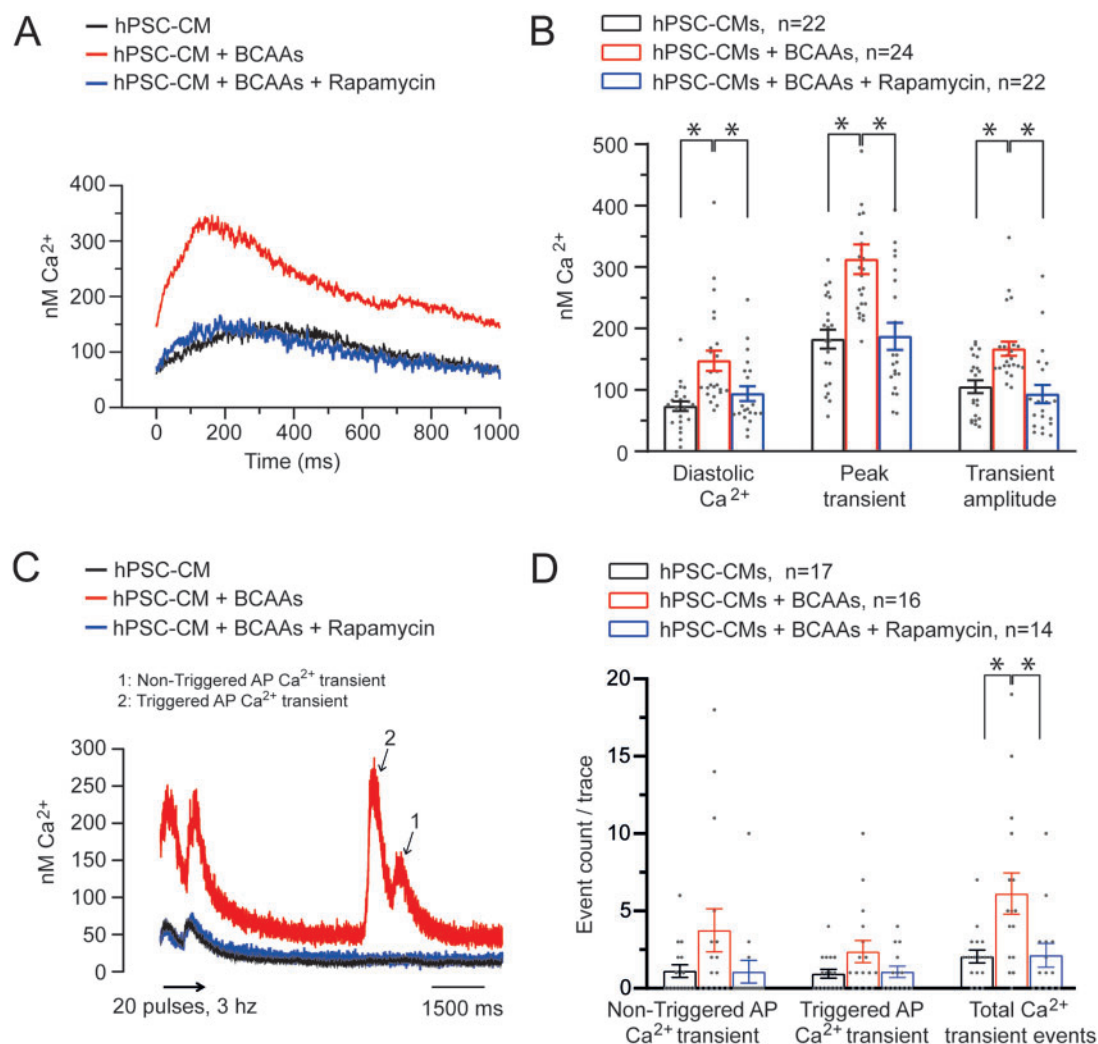 A
hPSC-CM
hPSC-CM + BCAAs
hPSC-CM + BCAAs + Rapamycin
nM Ca2+
400
300
200
100
0
0
200
400
600
800
1000
Time (ms)
B
hPSC-CMs, n=22
hPSC-CMs + BCAAs, n=24
hPSC-CMs + BCAAs + Rapamycin, n=22
* * * * * *
nM Ca2+
500
400
300
200
100
0
Diastolic
Ca2+
Peak
transient
Transient
amplitude
C
hPSC-CM
hPSC-CM + BCAAs
hPSC-CM + BCAAs + Rapamycin
1: Non-Triggered AP Ca2+ transient
2: Triggered AP Ca2+ transient
nM Ca2+
300
250
200
150
100
50
0
2
1
20 pulses, 3 hz
1500 ms
D
hPSC-CMs, n=17
hPSC-CMs + BCAAs, n=16
hPSC-CMs + BCAAs + Rapamycin, n=14
* *
Event count / trace
20
15
10
5
0
Non-Triggered AP
Ca2+ transient
Triggered AP
Ca2+ transient
Total Ca2+
transient events